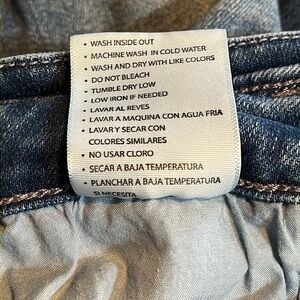 • WASH INSIDE OUT
• MACHINE WASH IN COLD WATER
• WASH AND DRY WITH LIKE COLORS
• DO NOT BLEACH
• TUMBLE DRY LOW
• LOW IRON IF NEEDED
• LAVAR AL REVES
• LAVAR A MAQUINA CON AGUA FRIA
• LAVAR Y SECAR CON
COLORES SIMILARES
• NO USAR CLORO
• SECAR A BAJA TEMPERATURA
• PLANCHAR A BAJA TEMPERATURA
SI NECESITA